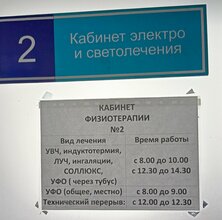 2
Кабинет электро
и светолечения
КАБИНЕТ
ФИЗИОТЕРАПИИ
№2
Вид лечения Время работы
УВЧ, индуктотермия,
ЛУЧ, ингаляции, с 8.00 до 10.00
СОЛЛЮКС, с 12.30 до 14.30
УФО ( через тубус)
УФО (общее, местно) с 8.00 до 9.00
Технический перерыв: с 12.00 до 12.30